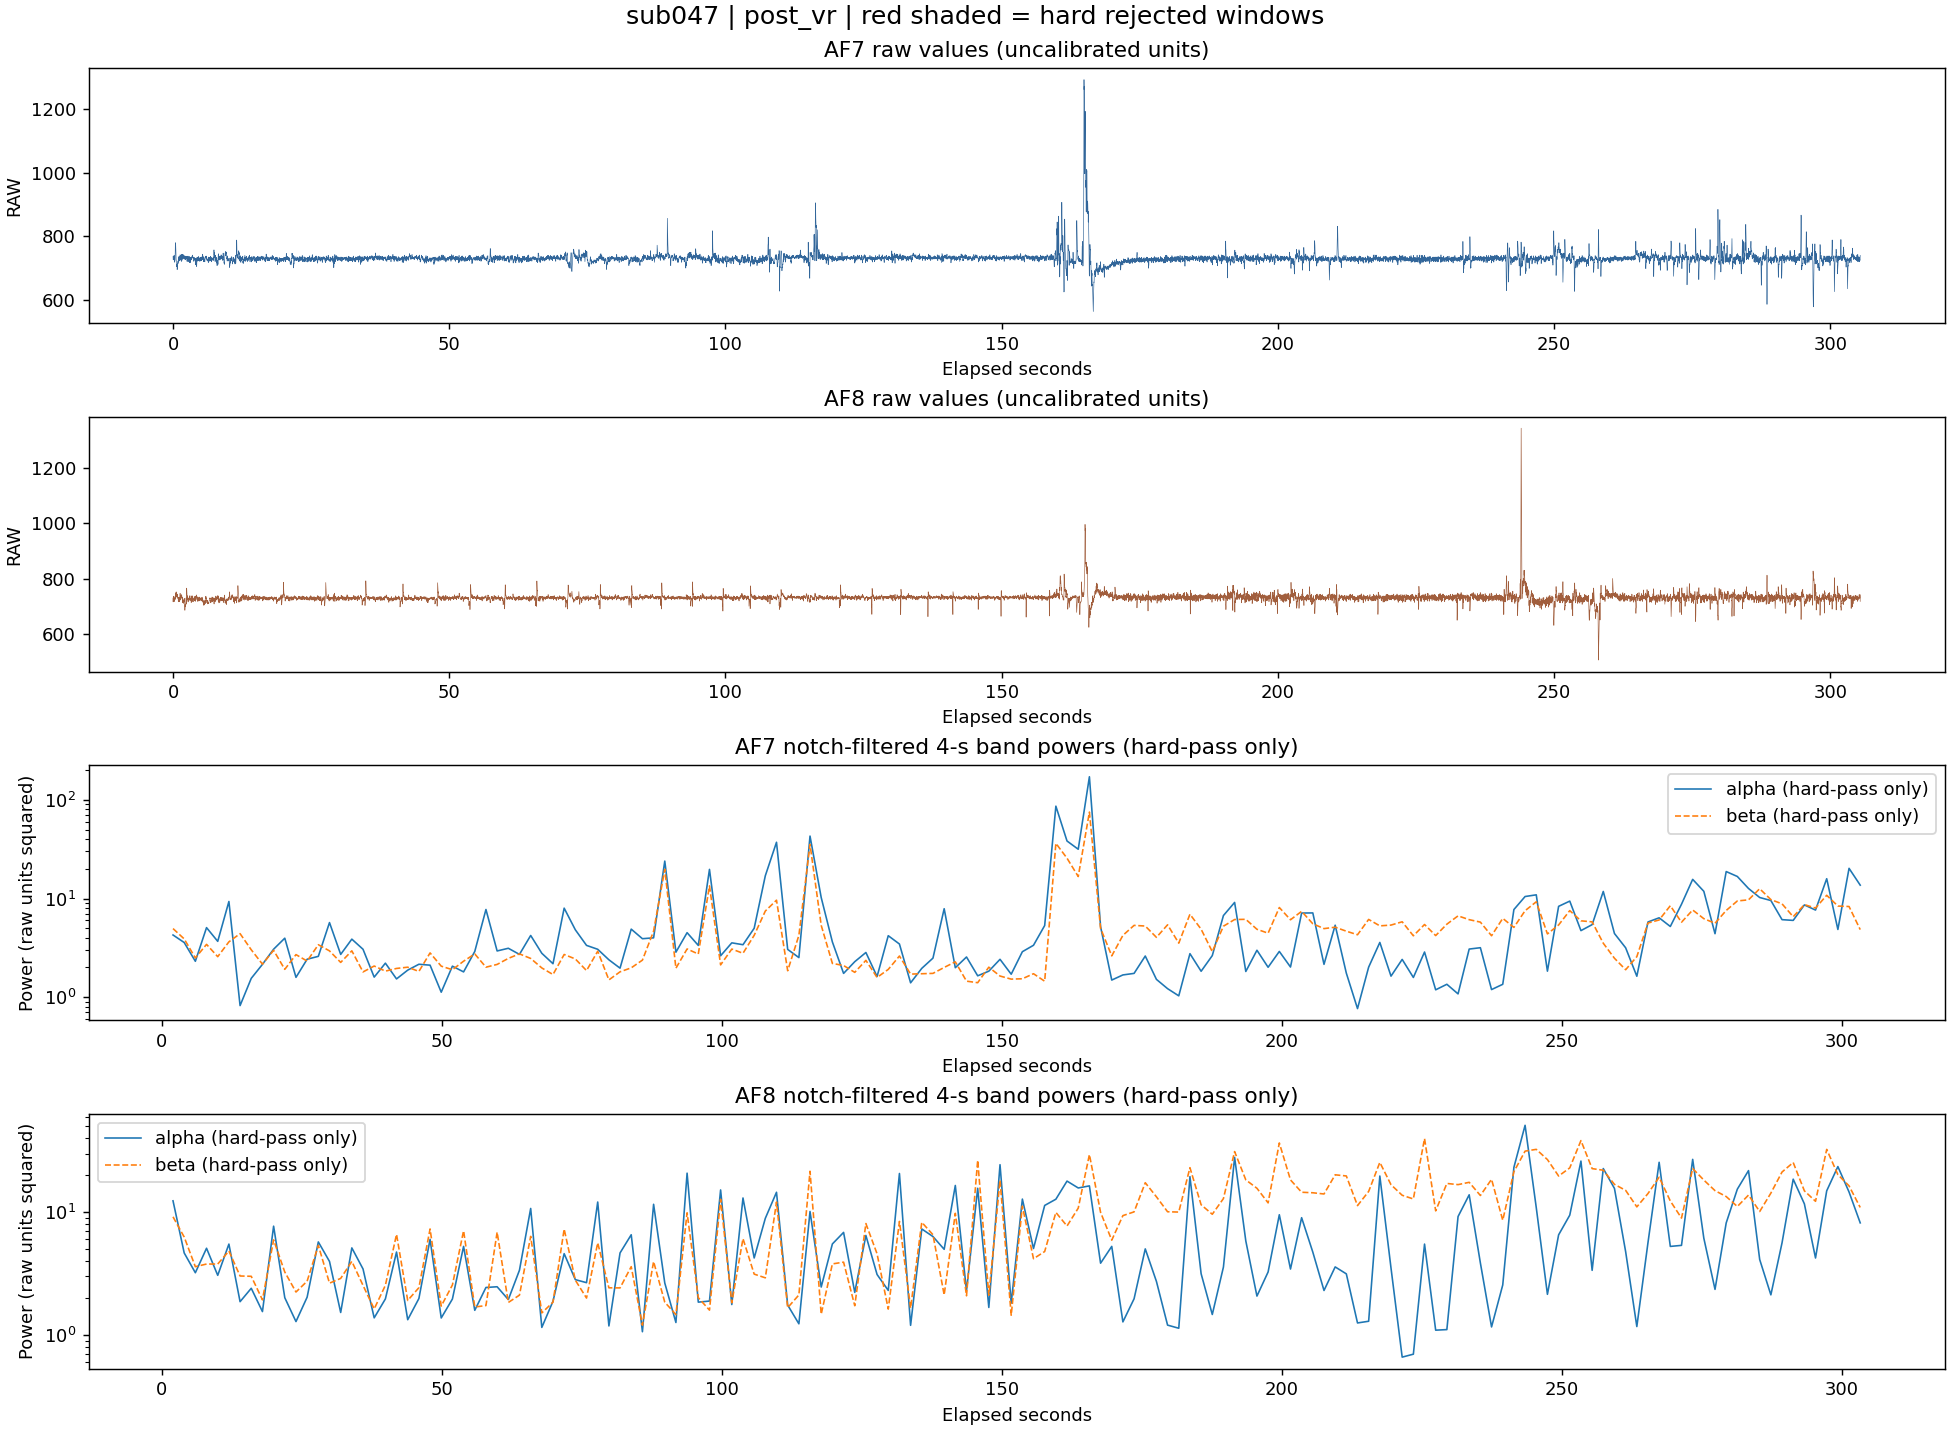 sub047 | post_vr | red shaded = hard rejected windows
AF7 raw values (uncalibrated units)
RAW
1200
1000
800
600
0 50 100 150 200 250 300
Elapsed seconds
AF8 raw values (uncalibrated units)
RAW
1200
1000
800
600
0 50 100 150 200 250 300
Elapsed seconds
AF7 notch-filtered 4-s band powers (hard-pass only)
Power (raw units squared)
10²
10¹
10⁰
alpha (hard-pass only)
beta (hard-pass only)
0 50 100 150 200 250 300
Elapsed seconds
AF8 notch-filtered 4-s band powers (hard-pass only)
Power (raw units squared)
10¹
10⁰
alpha (hard-pass only)
beta (hard-pass only)
0 50 100 150 200 250 300
Elapsed seconds